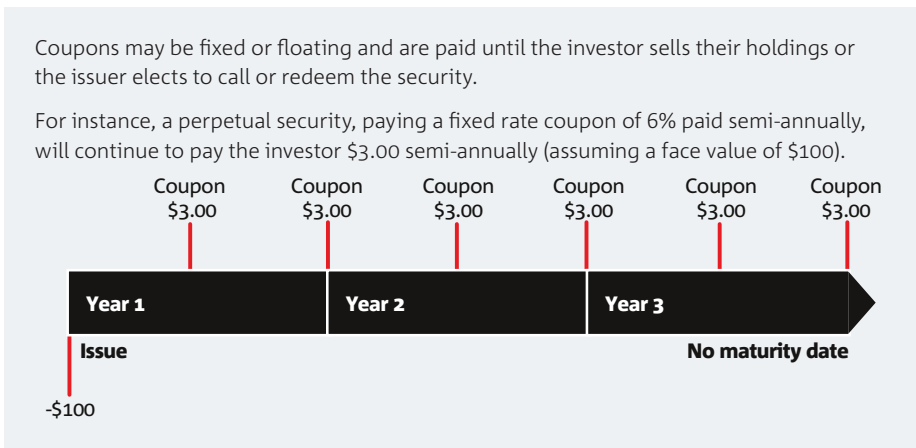 Coupons may be fixed or floating and are paid until the investor sells their holdings or
the issuer elects to call or redeem the security.
For instance, a perpetual security, paying a fixed rate coupon of 6% paid semi-annually,
will continue to pay the investor $3.00 semi-annually (assuming a face value of $100).
Coupon Coupon Coupon Coupon Coupon Coupon
$3.00 $3.00 $3.00 $3.00 $3.00 $3.00
Year 1 Year 2 Year 3
Issue No maturity date
-$100